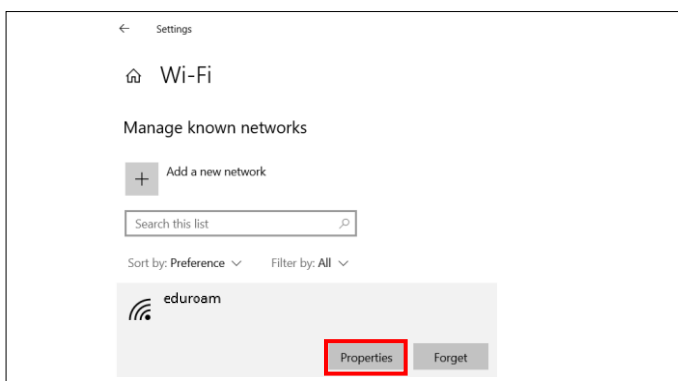 Settings
Wi-Fi
Manage known networks
Add a new network
Search this list
Sort by: Preference Filter by: All
eduroam
Properties Forget